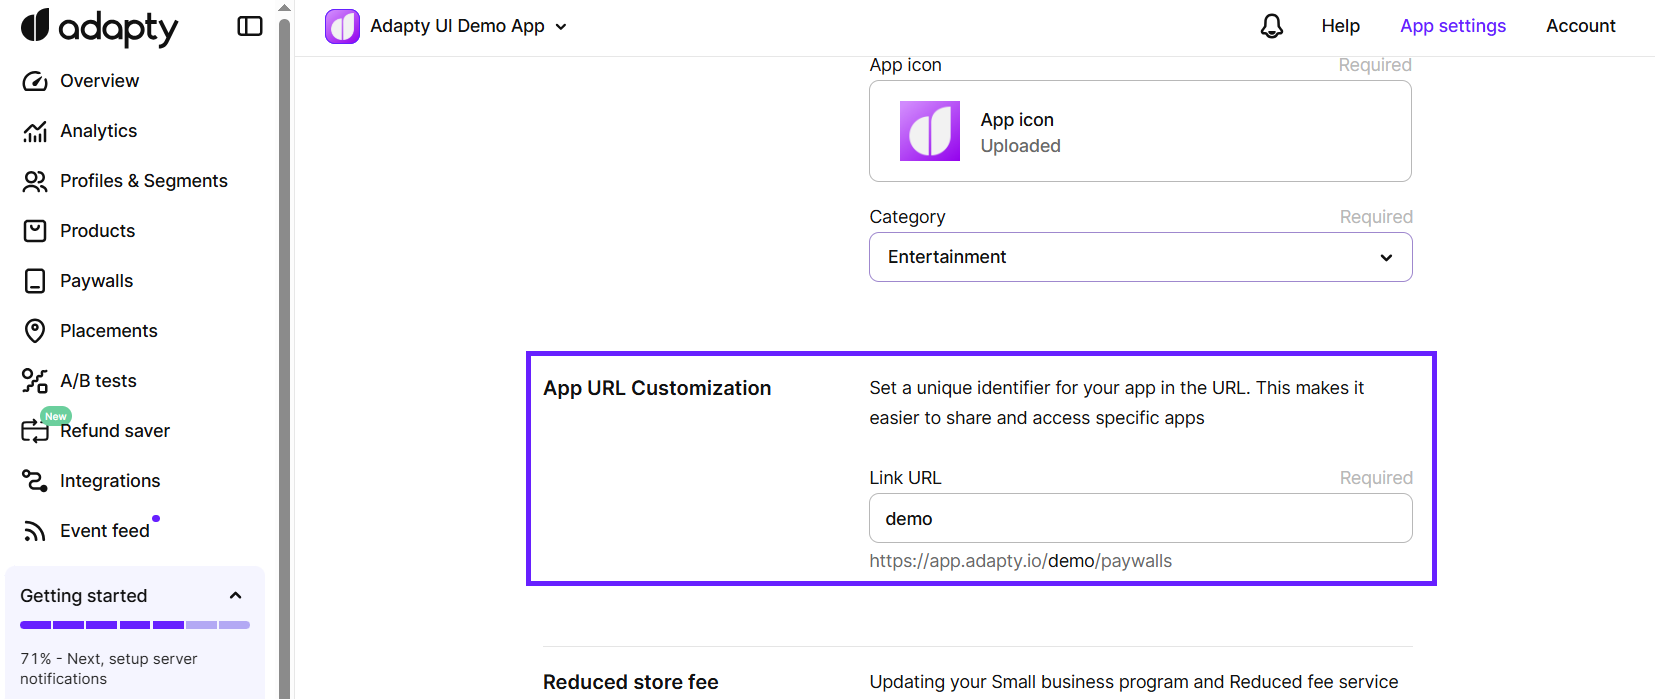 adapty
Adapty UI Demo App
Help
App settings
Account
Overview
Analytics
Profiles & Segments
Products
Paywalls
Placements
A/B tests
New
Refund saver
Integrations
Event feed
Getting started
71% - Next, setup server
notifications
App icon
Required
App icon
Uploaded
Category
Required
Entertainment
App URL Customization
Set a unique identifier for your app in the URL. This makes it
easier to share and access specific apps
Link URL
Required
demo
https://app.adapty.io/demo/paywalls
Reduced store fee
Updating your Small business program and Reduced fee service